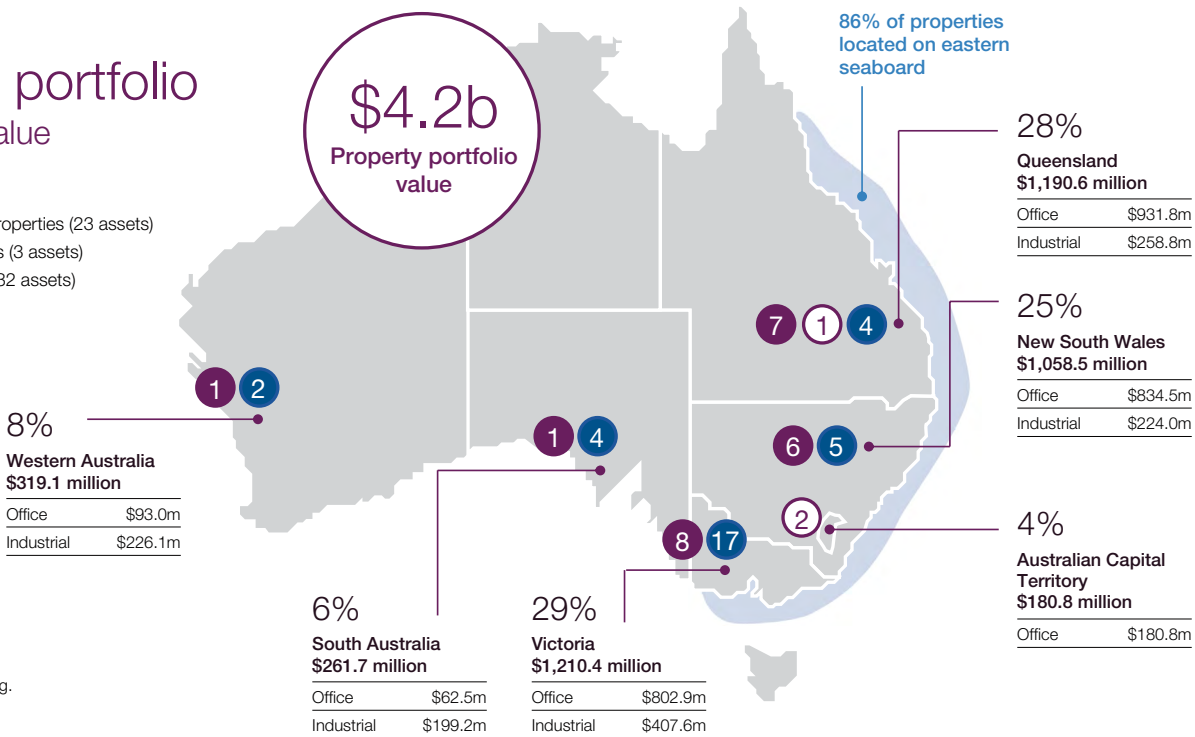 portfolio
alue
roperties (23 assets)
s (3 assets)
32 assets)
$4.2b
Property portfolio
value
86% of properties
located on eastern
seaboard
28%
Queensland
$1,190.6 million
Office $931.8m
Industrial $258.8m
25%
New South Wales
$1,058.5 million
Office $834.5m
Industrial $224.0m
4%
Australian Capital
Territory
$180.8 million
Office $180.8m
7 1 4
6 5
2
8 17
1 4
1 2
8%
Western Australia
$319.1 million
Office $93.0m
Industrial $226.1m
6%
South Australia
$261.7 million
Office $62.5m
Industrial $199.2m
29%
Victoria
$1,210.4 million
Office $802.9m
Industrial $407.6m
g.